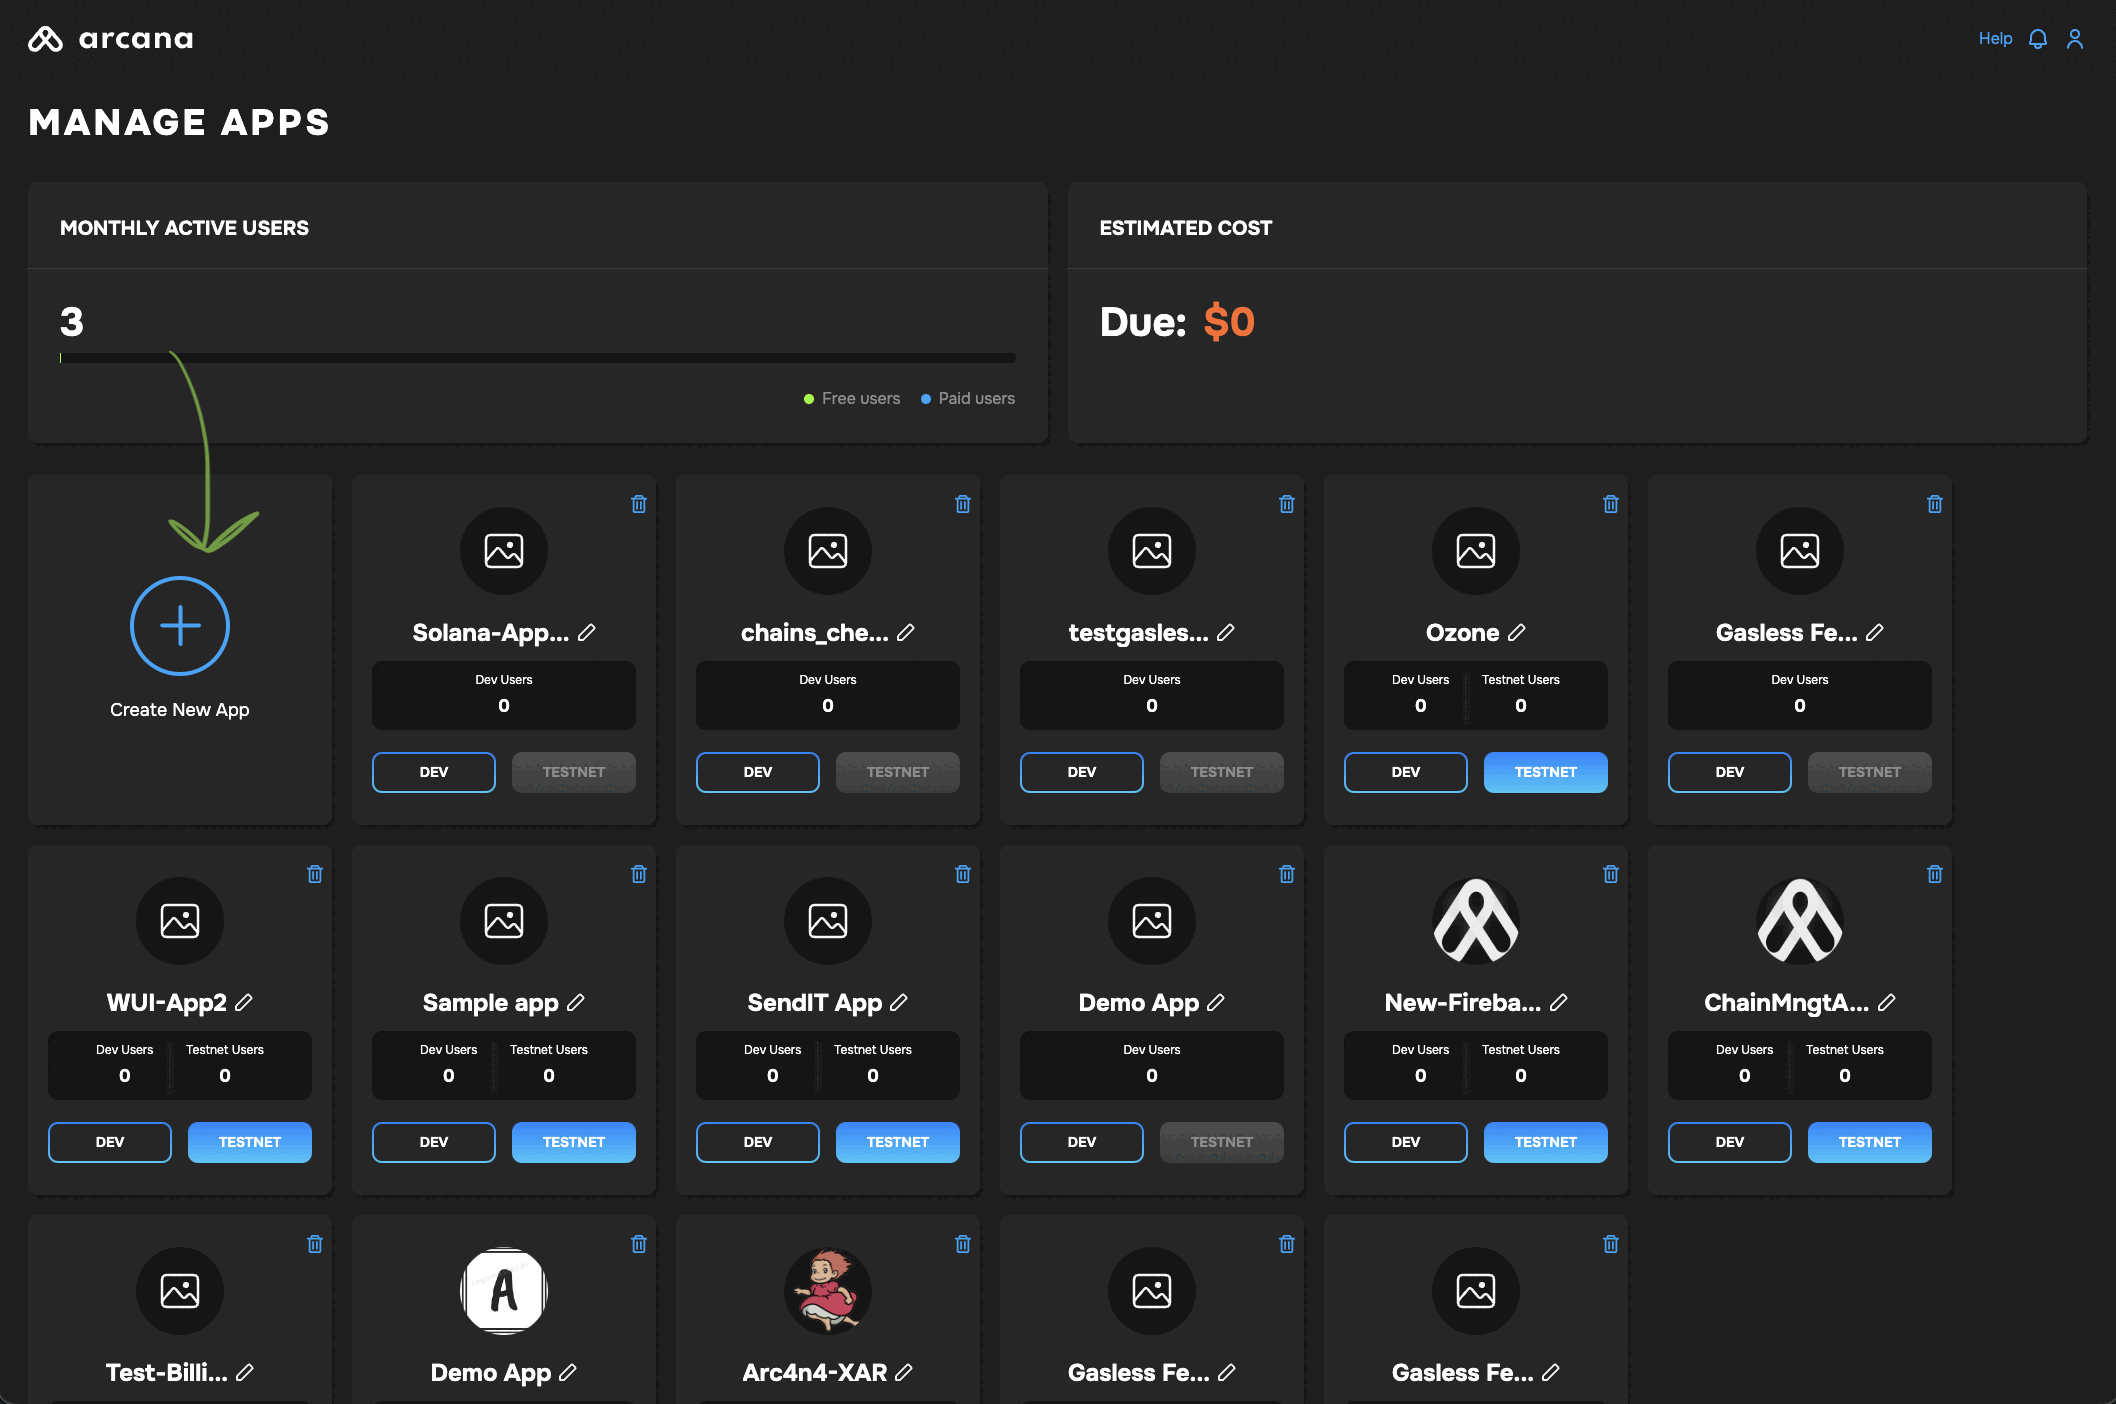 arcana
Help
MANAGE APPS
MONTHLY ACTIVE USERS
3
Free users Paid users
ESTIMATED COST
Due: $0
Create New App
Solana-App...
Dev Users
0
DEV TESTNET
chains_che...
Dev Users
0
DEV TESTNET
testgasles...
Dev Users
0
DEV TESTNET
Ozone
Dev Users Testnet Users
0 0
DEV TESTNET
Gasless Fe...
Dev Users
0
DEV TESTNET
WUI-App2
Dev Users Testnet Users
0 0
DEV TESTNET
Sample app
Dev Users Testnet Users
0 0
DEV TESTNET
SendIT App
Dev Users Testnet Users
0 0
DEV TESTNET
Demo App
Dev Users
0
DEV TESTNET
New-Fireba...
Dev Users Testnet Users
0 0
DEV TESTNET
ChainMngtA...
Dev Users Testnet Users
0 0
DEV TESTNET
Test-Billi...
A
Demo App
Arc4n4-XAR
Gasless Fe...
Gasless Fe...